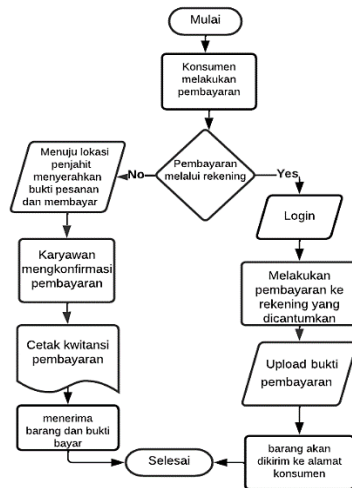 Mulai
Konsumen
melakukan
pembayaran
Pembayaran
melalui rekening
No
Yes
Menuju lokasi
penjahit
menyerahkan
bukti pesanan
dan membayar
Karyawan
mengkonfirmasi
pembayaran
Cetak kwitansi
pembayaran
menerima
barang dan bukti
bayar
Login
Melakukan
pembayaran ke
rekening yang
dicantumkan
Upload bukti
pembayaran
barang akan
dikirim ke alamat
konsumen
Selesai